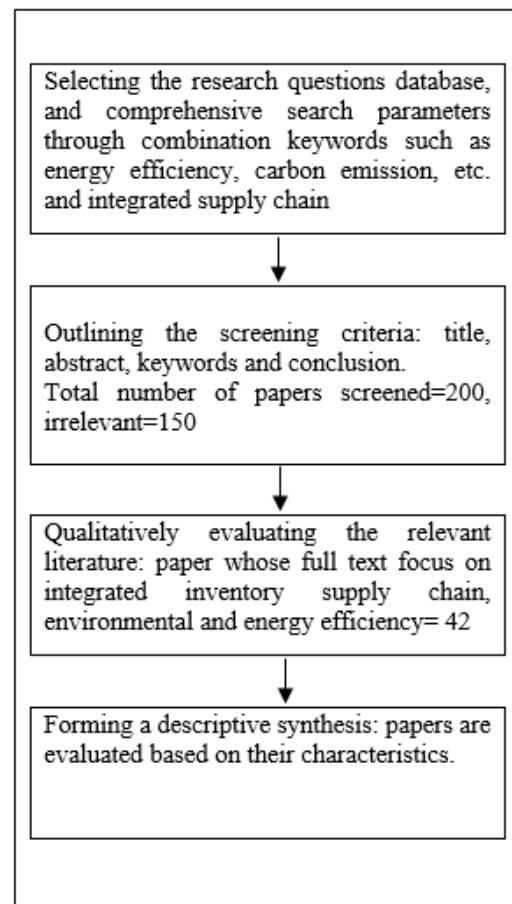 Selecting the research questions database,
and comprehensive search parameters
through combination keywords such as
energy efficiency, carbon emission, etc.
and integrated supply chain
Outlining the screening criteria: title,
abstract, keywords and conclusion.
Total number of papers screened=200,
irrelevant=150
Qualitatively evaluating the relevant
literature: paper whose full text focus on
integrated inventory supply chain,
environmental and energy efficiency= 42
Forming a descriptive synthesis: papers are
evaluated based on their characteristics.